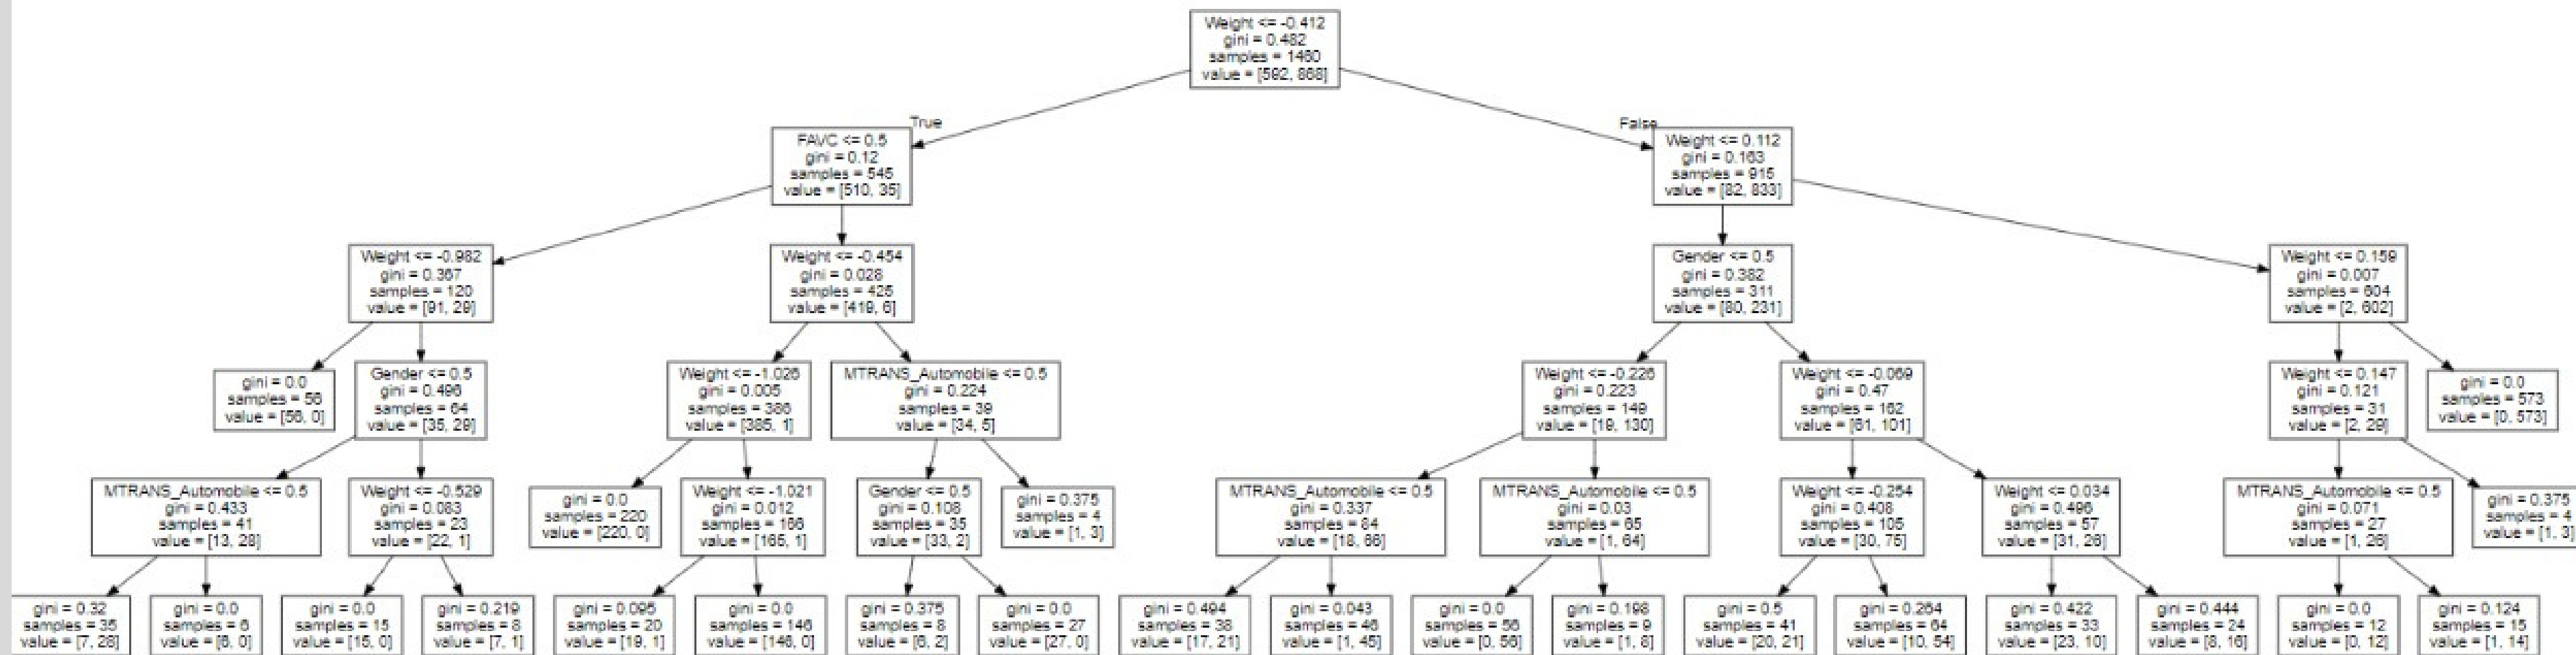 Weight <= -0.412
gini = 0.482
samples = 1460
value = [592, 868]
True
False
FAVC <= 0.5
gini = 0.12
samples = 545
value = [510, 35]
Weight <= 0.112
gini = 0.163
samples = 915
value = [82, 833]
Weight <= -0.982
gini = 0.367
samples = 120
value = [91, 29]
Weight <= -0.454
gini = 0.028
samples = 425
value = [419, 6]
Gender <= 0.5
gini = 0.382
samples = 311
value = [80, 231]
Weight <= 0.159
gini = 0.007
samples = 604
value = [2, 602]
gini = 0.0
samples = 56
value = [56, 0]
Gender <= 0.5
gini = 0.496
samples = 64
value = [35, 29]
Weight <= -1.026
gini = 0.005
samples = 386
value = [385, 1]
MTRANS_Automobile <= 0.5
gini = 0.224
samples = 39
value = [34, 5]
Weight <= -0.226
gini = 0.223
samples = 149
value = [19, 130]
Weight <= -0.069
gini = 0.47
samples = 162
value = [61, 101]
Weight <= 0.147
gini = 0.121
samples = 31
value = [2, 29]
gini = 0.0
samples = 573
value = [0, 573]
MTRANS_Automobile <= 0.5
gini = 0.433
samples = 41
value = [13, 28]
Weight <= -0.529
gini = 0.083
samples = 23
value = [22, 1]
gini = 0.0
samples = 220
value = [220, 0]
Weight <= -1.021
gini = 0.012
samples = 166
value = [165, 1]
Gender <= 0.5
gini = 0.108
samples = 35
value = [33, 2]
gini = 0.375
samples = 4
value = [1, 3]
MTRANS_Automobile <= 0.5
gini = 0.337
samples = 84
value = [18, 66]
MTRANS_Automobile <= 0.5
gini = 0.03
samples = 65
value = [1, 64]
Weight <= -0.254
gini = 0.408
samples = 105
value = [30, 75]
Weight <= 0.034
gini = 0.496
samples = 57
value = [31, 26]
MTRANS_Automobile <= 0.5
gini = 0.071
samples = 27
value = [1, 26]
gini = 0.375
samples = 4
value = [1, 3]
gini = 0.32
samples = 35
value = [7, 28]
gini = 0.0
samples = 6
value = [6, 0]
gini = 0.0
samples = 15
value = [15, 0]
gini = 0.219
samples = 8
value = [7, 1]
gini = 0.095
samples = 20
value = [19, 1]
gini = 0.0
samples = 146
value = [146, 0]
gini = 0.375
samples = 8
value = [6, 2]
gini = 0.0
samples = 27
value = [27, 0]
gini = 0.494
samples = 38
value = [17, 21]
gini = 0.043
samples = 46
value = [1, 45]
gini = 0.0
samples = 56
value = [0, 56]
gini = 0.198
samples = 9
value = [1, 8]
gini = 0.5
samples = 41
value = [20, 21]
gini = 0.264
samples = 64
value = [10, 54]
gini = 0.422
samples = 33
value = [23, 10]
gini = 0.444
samples = 24
value = [8, 16]
gini = 0.0
samples = 12
value = [0, 12]
gini = 0.124
samples = 15
value = [1, 14]